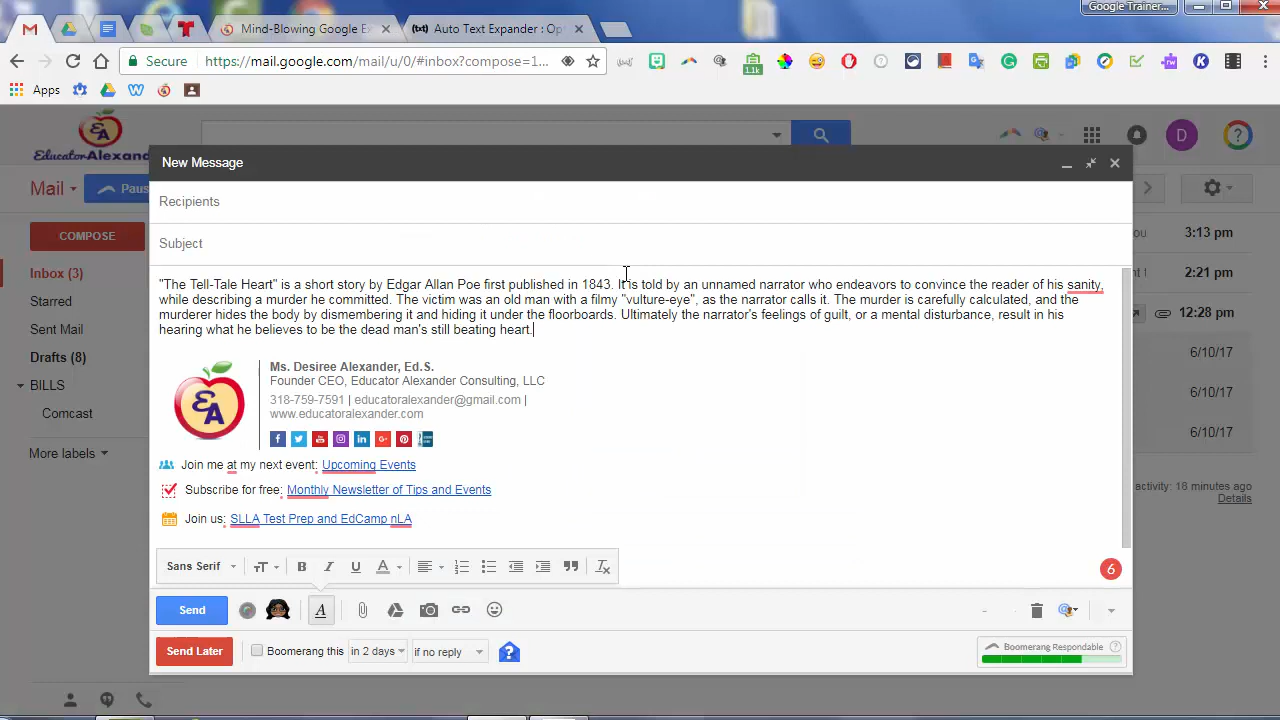 Google Trainer...
Mind-Blowing Google Ex
(xt) Auto Text Expander : Op
Secure
https://mail.google.com/mail/u/0/#inbox?compose=1...
1.1k
Apps
EA
EducatorAlexander
New Message
Mail
Paus
Recipients
COMPOSE
3:13 pm
Subject
Inbox (3)
2:21 pm
"The Tell-Tale Heart" is a short story by Edgar Allan Poe first published in 1843. It is told by an unnamed narrator who endeavors to convince the reader of his sanity,
while describing a murder he committed. The victim was an old man with a filmy "vulture-eye", as the narrator calls it. The murder is carefully calculated, and the
murderer hides the body by dismembering it and hiding it under the floorboards. Ultimately the narrator's feelings of guilt, or a mental disturbance, result in his
hearing what he believes to be the dead man's still beating heart.
Starred
Sent Mail
12:28 pm
Drafts (8)
6/10/17
BILLS
Comcast
6/10/17
More labels
6/10/17
EA
Ms. Desiree Alexander, Ed.S.
Founder CEO, Educator Alexander Consulting, LLC
318-759-7591 | educatoralexander@gmail.com |
www.educatoralexander.com
Join me at my next event: Upcoming Events
Subscribe for free: Monthly Newsletter of Tips and Events
Join us: SLLA Test Prep and EdCamp nLA
activity: 16 minutes ago
Details
Sans Serif
B I U A
6
Send
A
Send Later
Boomerang this
in 2 days
if no reply
Boomerang Respondable